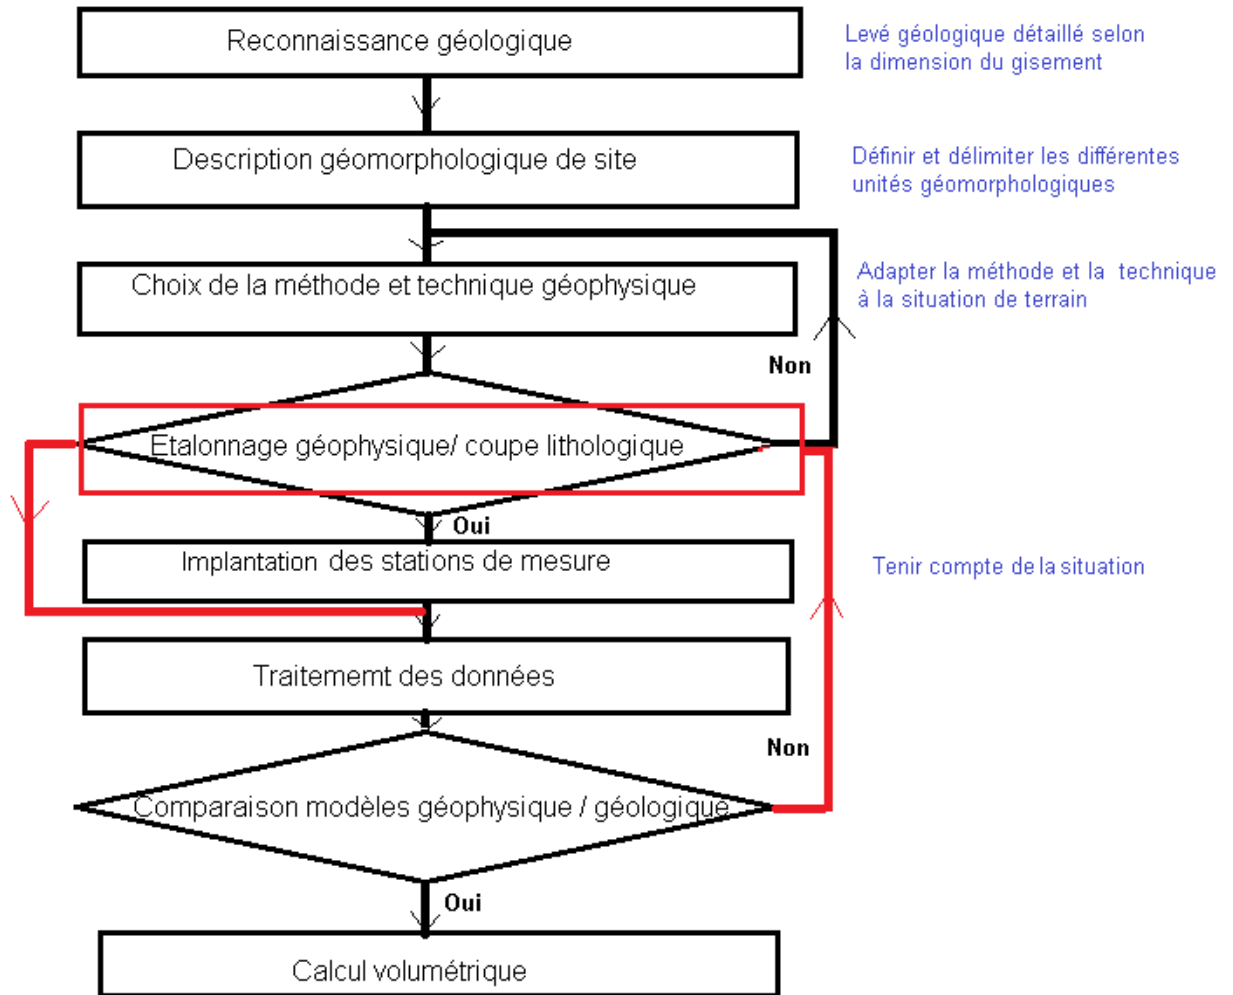 Reconnaissance géologique
Levé géologique détaillé selon
la dimension du gisement
Description géomorphologique de site
Définir et délimiter les différentes
unités géomorphologiques
Choix de la méthode et technique géophysique
Adapter la méthode et la technique
à la situation de terrain
Non
Etalonnage géophysique/ coupe lithologique
Oui
Implantation des stations de mesure
Tenir compte de la situation
Traitememt des données
Non
Comparaison modèles géophysique / géologique
Oui
Calcul volumétrique